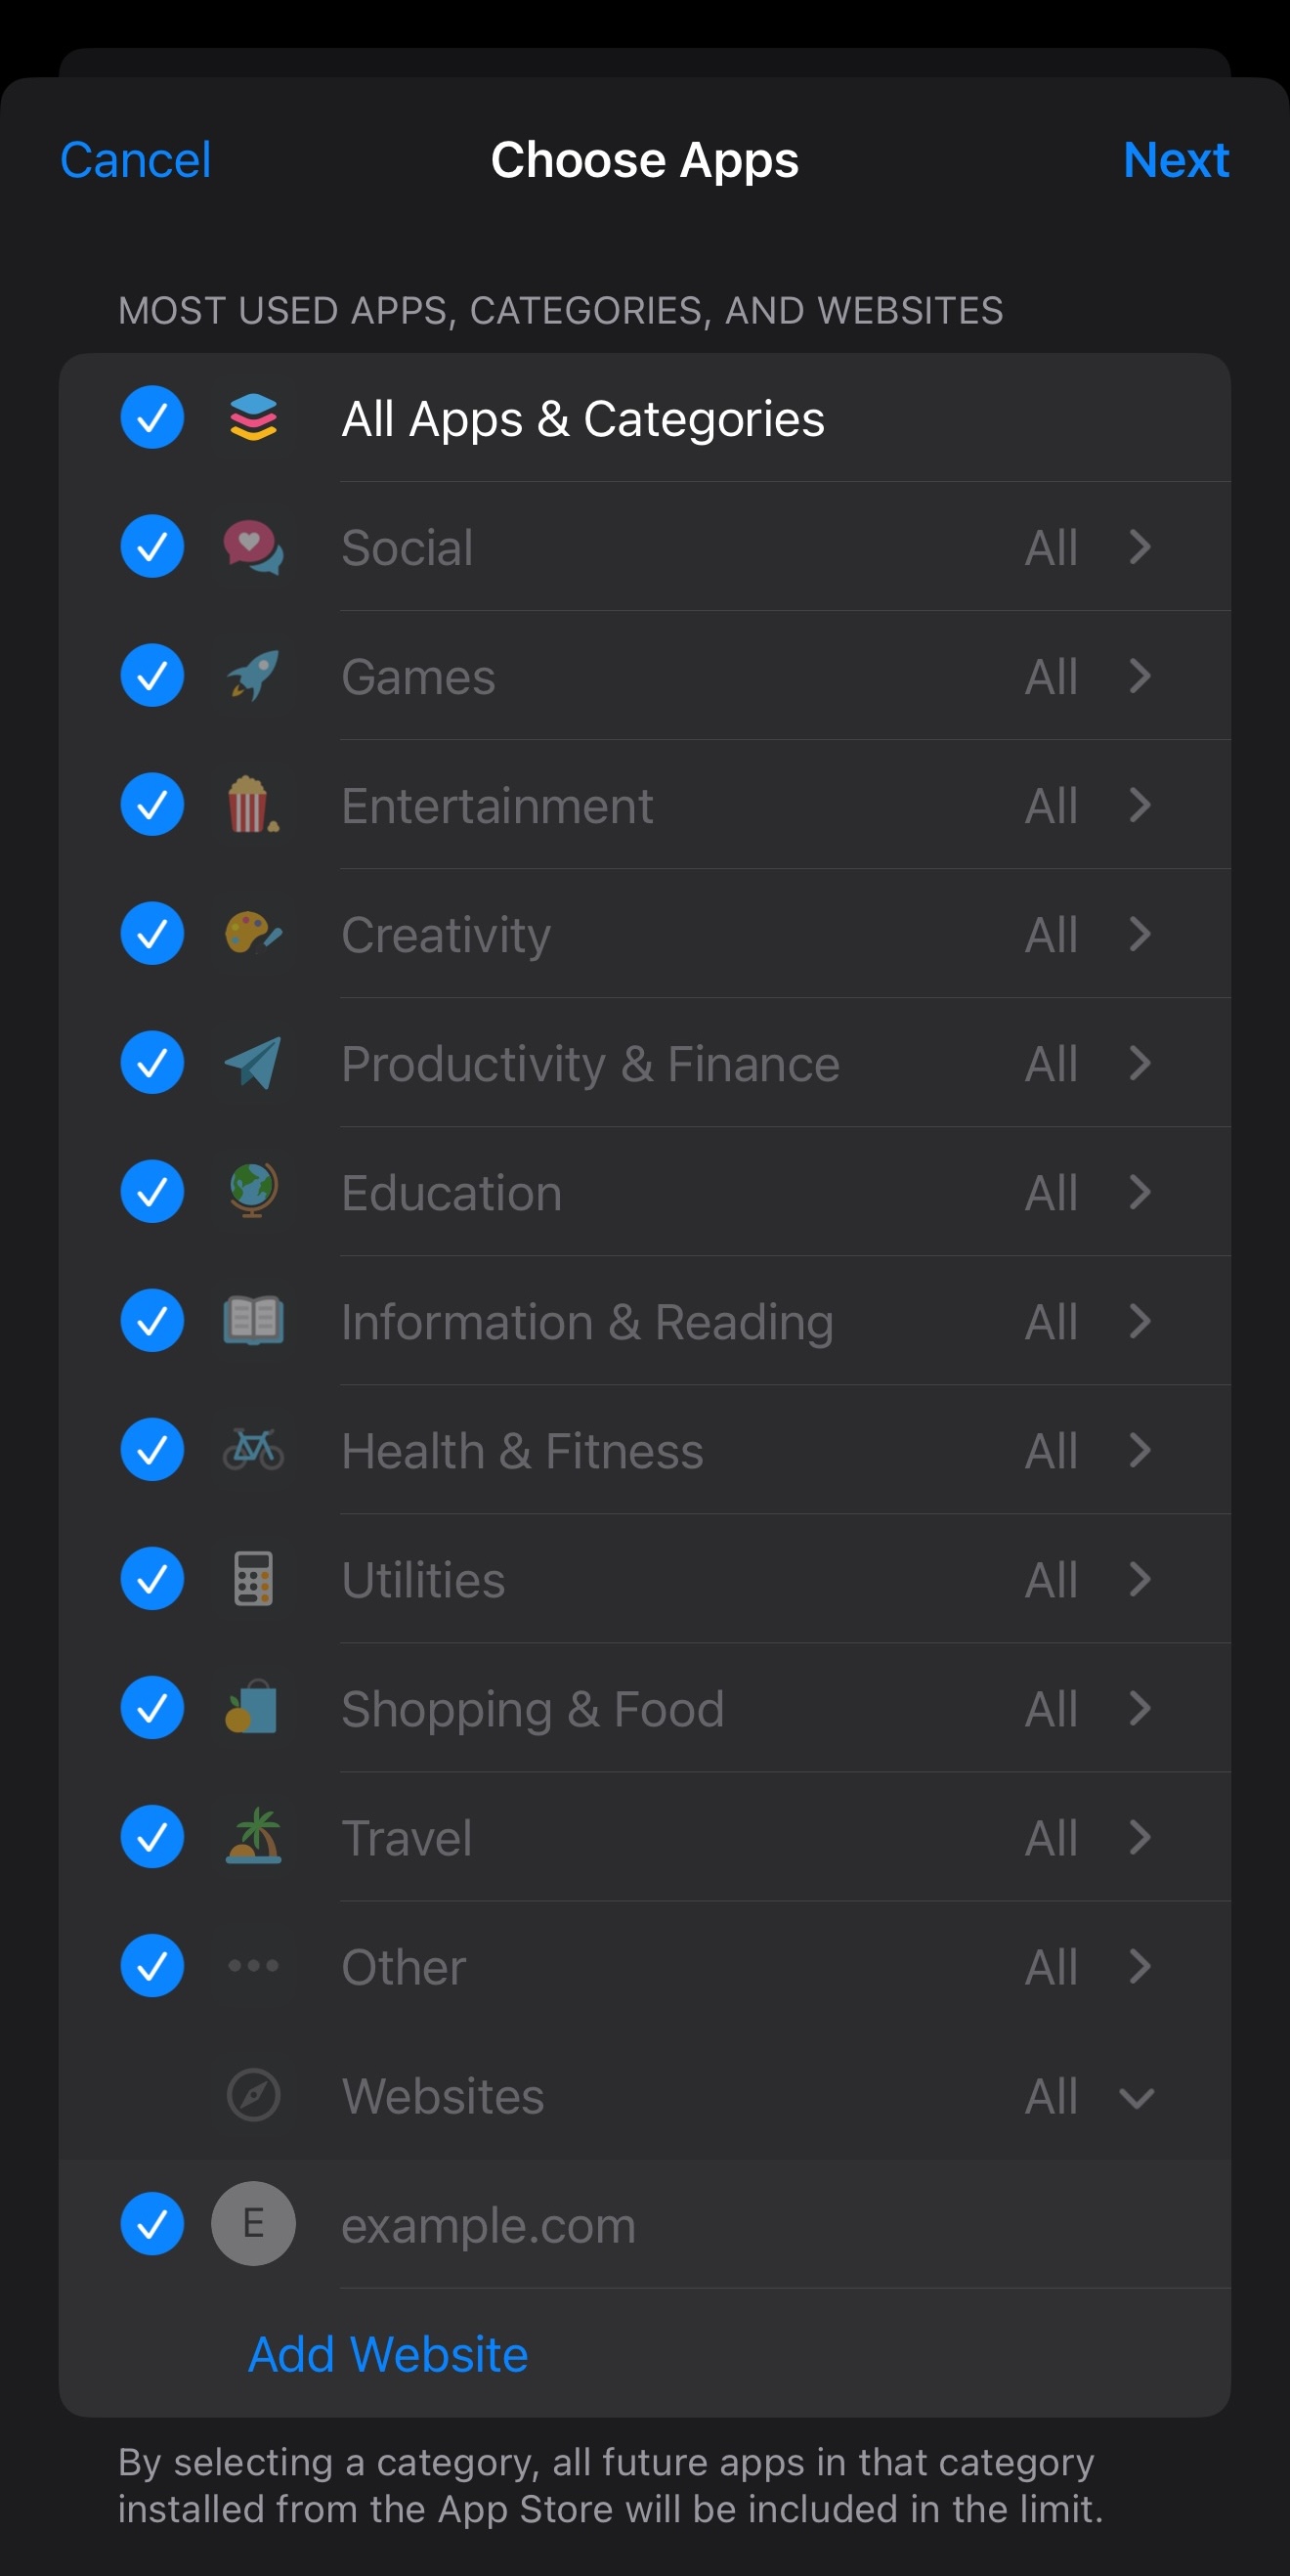 Cancel Choose Apps Next
MOST USED APPS, CATEGORIES, AND WEBSITES
All Apps & Categories
Social All
Games All
Entertainment All
Creativity All
Productivity & Finance All
Education All
Information & Reading All
Health & Fitness All
Utilities All
Shopping & Food All
Travel All
Other All
Websites All
E example.com
Add Website
By selecting a category, all future apps in that category
installed from the App Store will be included in the limit.